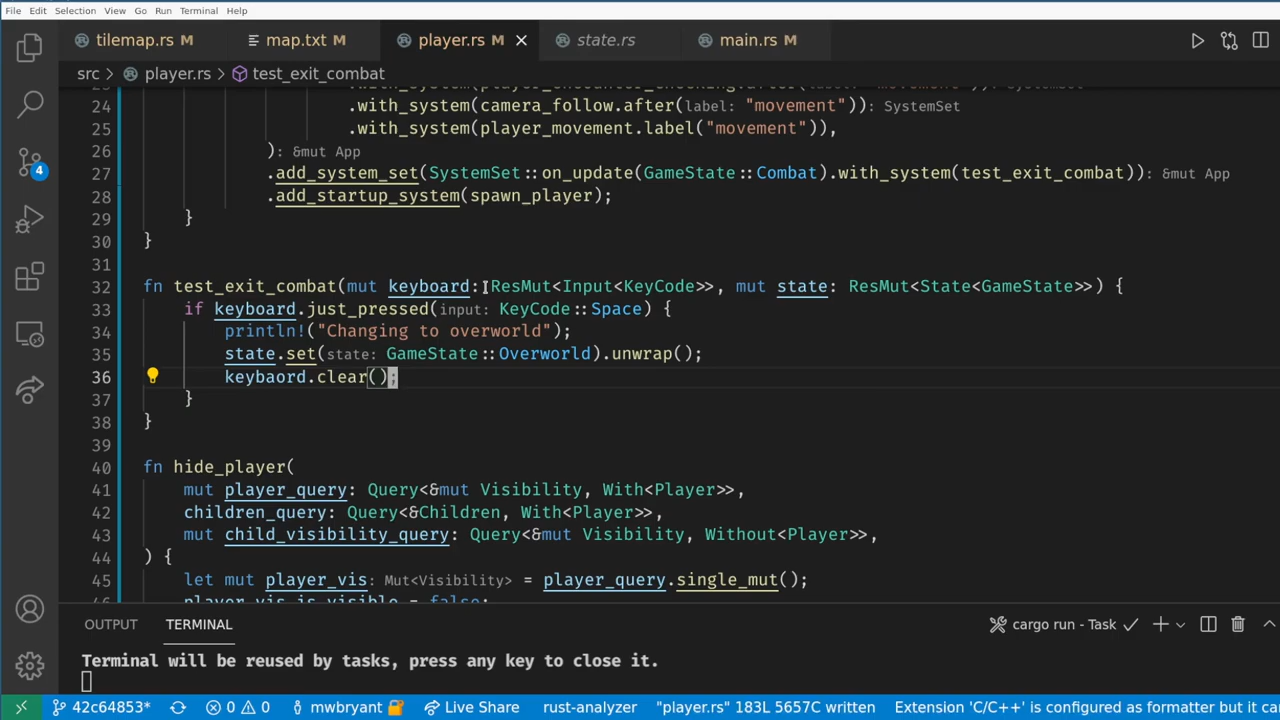 File Edit Selection View Go Run Terminal Help
tilemap.rs M map.txt M player.rs M state.rs main.rs M
src > player.rs > test_exit_combat
24 .with_system(camera_follow.after(label: "movement")): SystemSet
25 .with_system(player_movement.label("movement")),
26 ): &mut App
27 .add_system_set(SystemSet::on_update(GameState::Combat).with_system(test_exit_combat)): &mut App
28 .add_startup_system(spawn_player);
29 }
30 }
31
32 fn test_exit_combat(mut keyboard: ResMut<Input<KeyCode>>, mut state: ResMut<State<GameState>>) {
33 if keyboard.just_pressed(input: KeyCode::Space) {
34 println!("Changing to overworld");
35 state.set(state: GameState::Overworld).unwrap();
36 keybaord.clear();
37 }
38 }
39
40 fn hide_player(
41 mut player_query: Query<&mut Visibility, With<Player>>,
42 children_query: Query<&Children, With<Player>>,
43 mut child_visibility_query: Query<&mut Visibility, Without<Player>>,
44 ) {
45 let mut player_vis: Mut<Visibility> = player_query.single_mut();
46 player_vis.is_visible = false;
4
OUTPUT TERMINAL cargo run - Task
Terminal will be reused by tasks, press any key to close it.
42c64853* 0 0 mwbryant Live Share rust-analyzer "player.rs" 183L 5657C written Extension 'C/C++' is configured as formatter but it